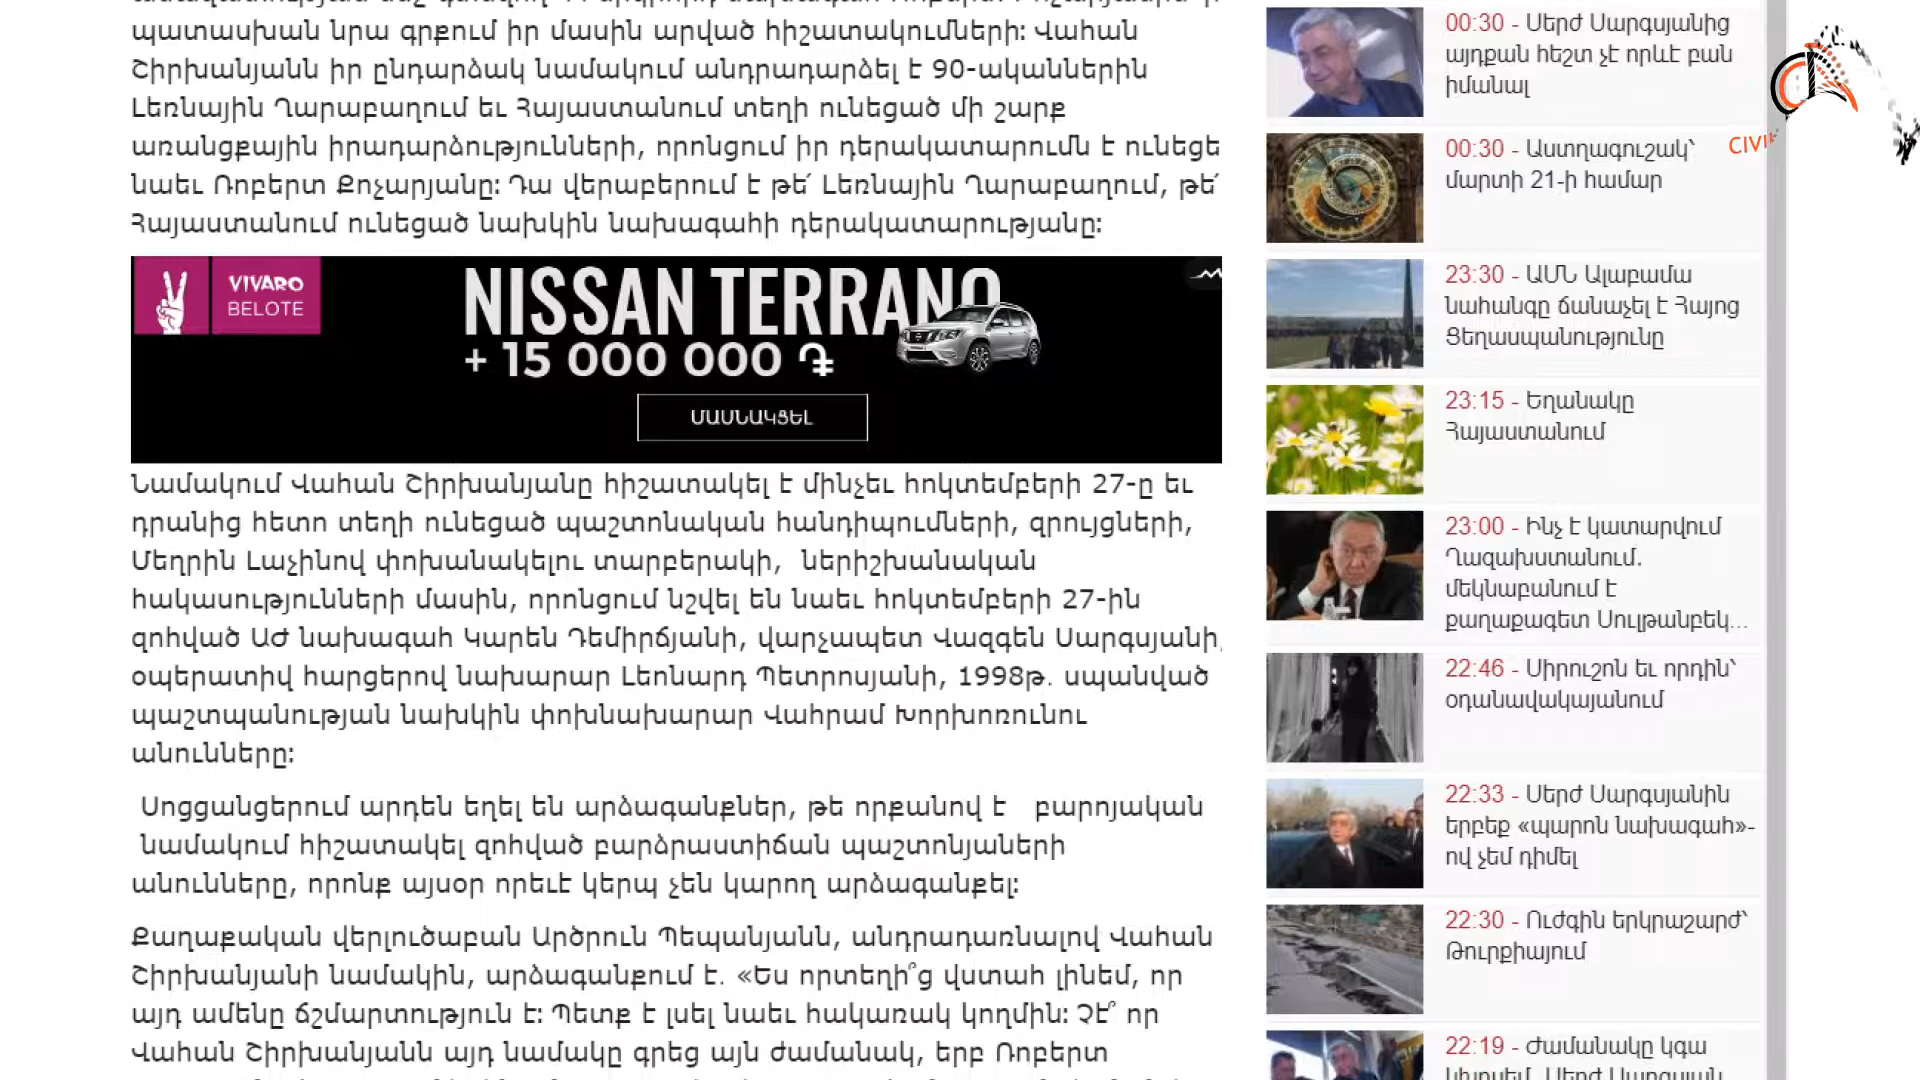 պատասխան նրա գրքում իր մասին արված հիշատակումների: Վահան
Շիրխանյանն իր ընդարձակ նամակում անդրադարձել է 90-ականներին
Լեռնային Ղարաբաղում եւ Հայաստանում տեղի ունեցած մի շարք
առանցքային իրադարձությունների, որոնցում իր դերակատարումն է ունեցե
նաեւ Ռոբերտ Քոչարյանը: Դա վերաբերում է թե՛ Լեռնային Ղարաբաղում, թե՛
Հայաստանում ունեցած նախկին նախագահի դերակատարությանը:
VIVARO
BELOTE
NISSAN TERRANO
+ 15 000 000 ֏
ՄԱՍՆԱԿՑԵԼ
Նամակում Վահան Շիրխանյանը հիշատակել է մինչեւ հոկտեմբերի 27-ը եւ
դրանից հետո տեղի ունեցած պաշտոնական հանդիպումների, զրույցների,
Մեղրին Լաչինով փոխանակելու տարբերակի, ներիշխանական
հակասությունների մասին, որոնցում նշվել են նաեւ հոկտեմբերի 27-ին
զոհված ԱԺ նախագահ Կարեն Դեմիրճյանի, վարչապետ Վազգեն Սարգսյանի,
օպերատիվ հարցերով նախարար Լեոնարդ Պետրոսյանի, 1998թ. սպանված
պաշտպանության նախկին փոխնախարար Վահրամ Խորխոռունու
անունները:
Սոցցանցերում արդեն եղել են արձագանքներ, թե որքանով է բարոյական
նամակում հիշատակել զոհված բարձրաստիճան պաշտոնյաների
անունները, որոնք այսօր որեւէ կերպ չեն կարող արձագանքել:
Քաղաքական վերլուծաբան Արծրուն Պեպանյանն, անդրադառնալով Վահան
Շիրխանյանի նամակին, արձագանքում է. «Ես որտեղի՞ց վստահ լինեմ, որ
այդ ամենը ճշմարտություն է: Պետք է լսել նաեւ հակառակ կողմին: Չէ՞ որ
Վահան Շիրխանյանն այդ նամակը գրեց այն ժամանակ, երբ Ռոբերտ
00:30 - Սերժ Սարգսյանից
այդքան հեշտ չէ որևէ բան
իմանալ
00:30 - Աստղագուշակ՝
մարտի 21-ի համար
23:30 - ԱՄՆ Ալաբամա
նահանգը ճանաչել է Հայոց
Ցեղասպանությունը
23:15 - Եղանակը
Հայաստանում
23:00 - Ինչ է կատարվում
Ղազախստանում.
մեկնաբանում է
քաղաքագետ Սուլթանբեկ...
22:46 - Սիրուշոն եւ որդին՝
օդանավակայանում
22:33 - Սերժ Սարգսյանին
երբեք «պարոն նախագահ»-
ով չեմ դիմել
22:30 - Ուժգին երկրաշարժ՝
Թուրքիայում
22:19 - Ժամանակը կգա
CIVI